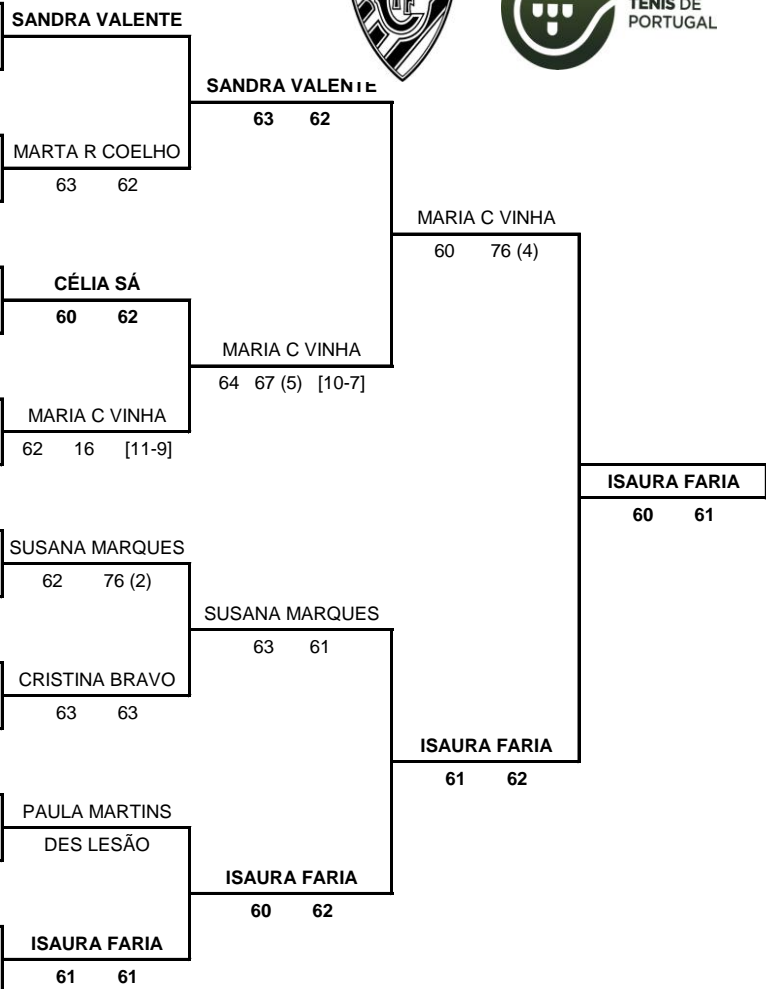 TÉNIS DE
PORTUGAL
SANDRA VALENTE
SANDRA VALENTE
63 62
MARTA R COELHO
63 62
MARIA C VINHA
60 76 (4)
CÉLIA SÁ
60 62
MARIA C VINHA
64 67 (5) [10-7]
MARIA C VINHA
62 16 [11-9]
ISAURA FARIA
60 61
SUSANA MARQUES
62 76 (2)
SUSANA MARQUES
63 61
CRISTINA BRAVO
63 63
ISAURA FARIA
61 62
PAULA MARTINS
DES LESÃO
ISAURA FARIA
60 62
ISAURA FARIA
61 61